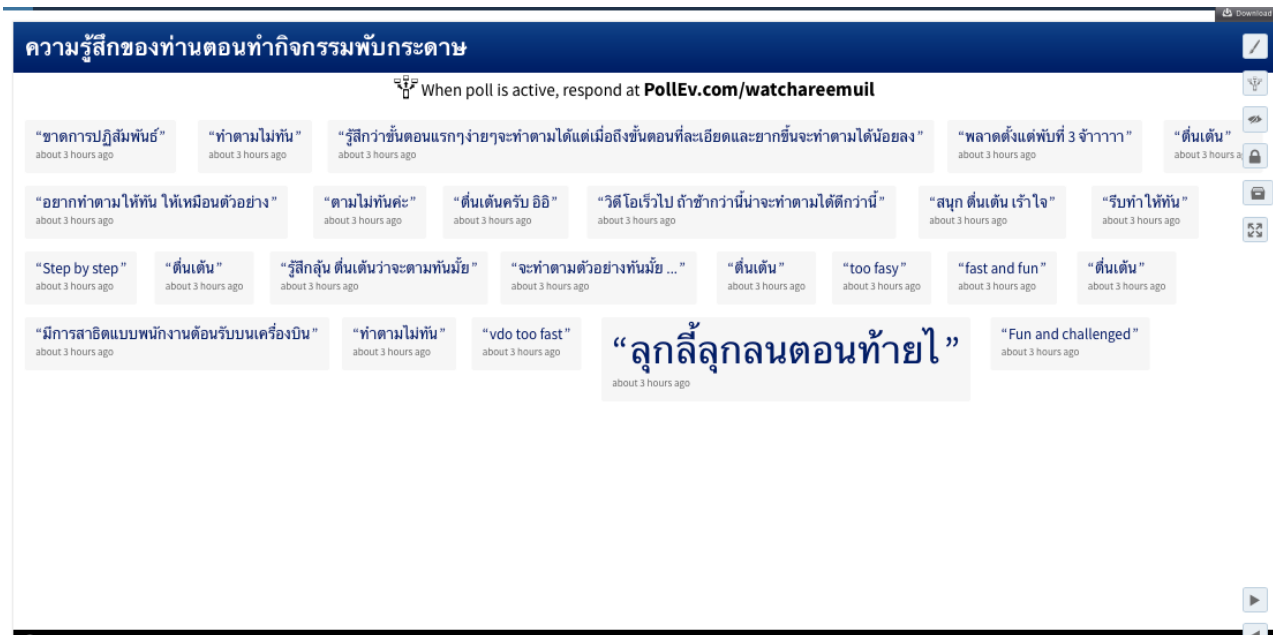 Download
ความรู้สึกของท่านตอนทำกิจกรรมพับกระดาษ
When poll is active, respond at PollEv.com/watchareemuil
“ขาดการปฏิสัมพันธ์” “ทำตามไม่ทัน” “รู้สึกว่าขั้นตอนแรกๆง่ายๆจะทำตามได้แต่เมื่อถึงขั้นตอนที่ละเอียดและยากขึ้นจะทำตามได้น้อยลง” “พลาดตั้งแต่พับที่ 3 จ้าาาาา” “ตื่นเต้น”
about 3 hours ago about 3 hours ago about 3 hours ago about 3 hours ago about 3 hours a
“อยากทำตามให้ทัน ให้เหมือนตัวอย่าง” “ตามไม่ทันค่ะ” “ตื่นเต้นครับ อิอิ” “วิดีโอเร็วไป ถ้าช้ากว่านี้น่าจะทำตามได้ดีกว่านี้” “สนุก ตื่นเต้น เร้าใจ” “รีบทำให้ทัน”
about 3 hours ago about 3 hours ago about 3 hours ago about 3 hours ago about 3 hours ago about 3 hours ago
“Step by step” “ตื่นเต้น” “รู้สึกลุ้น ตื่นเต้นว่าจะตามทันมั้ย” “จะทำตามตัวอย่างทันมั้ย ...” “ตื่นเต้น” “too fasy” “fast and fun” “ตื่นเต้น”
about 3 hours ago about 3 hours ago about 3 hours ago about 3 hours ago about 3 hours ago about 3 hours ago about 3 hours ago about 3 hours ago
“มีการสาธิตแบบพนักงานต้อนรับบนเครื่องบิน” “ทำตามไม่ทัน” “vdo too fast” “ลุกลี้ลุกลนตอนท้ายไ” “Fun and challenged”
about 3 hours ago about 3 hours ago about 3 hours ago about 3 hours ago about 3 hours ago